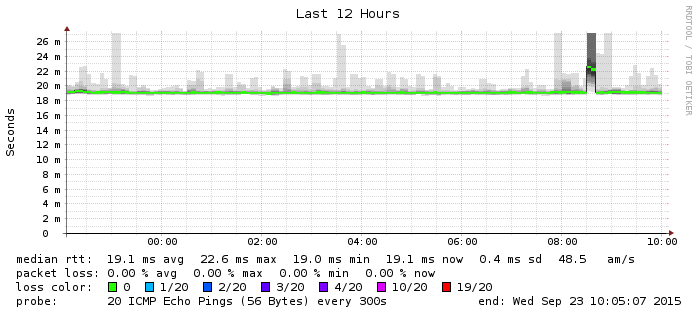 Last 12 Hours
RRDTOOL / TOBI OETIKER
Seconds
26 m
24 m
22 m
20 m
18 m
16 m
14 m
12 m
10 m
8 m
6 m
4 m
2 m
0
00:00 02:00 04:00 06:00 08:00 10:00
median rtt: 19.1 ms avg 22.6 ms max 19.0 ms min 19.1 ms now 0.4 ms sd 48.5 am/s
packet loss: 0.00 % avg 0.00 % max 0.00 % min 0.00 % now
loss color: 0 1/20 2/20 3/20 4/20 10/20 19/20
probe: 20 ICMP Echo Pings (56 Bytes) every 300s end: Wed Sep 23 10:05:07 2015